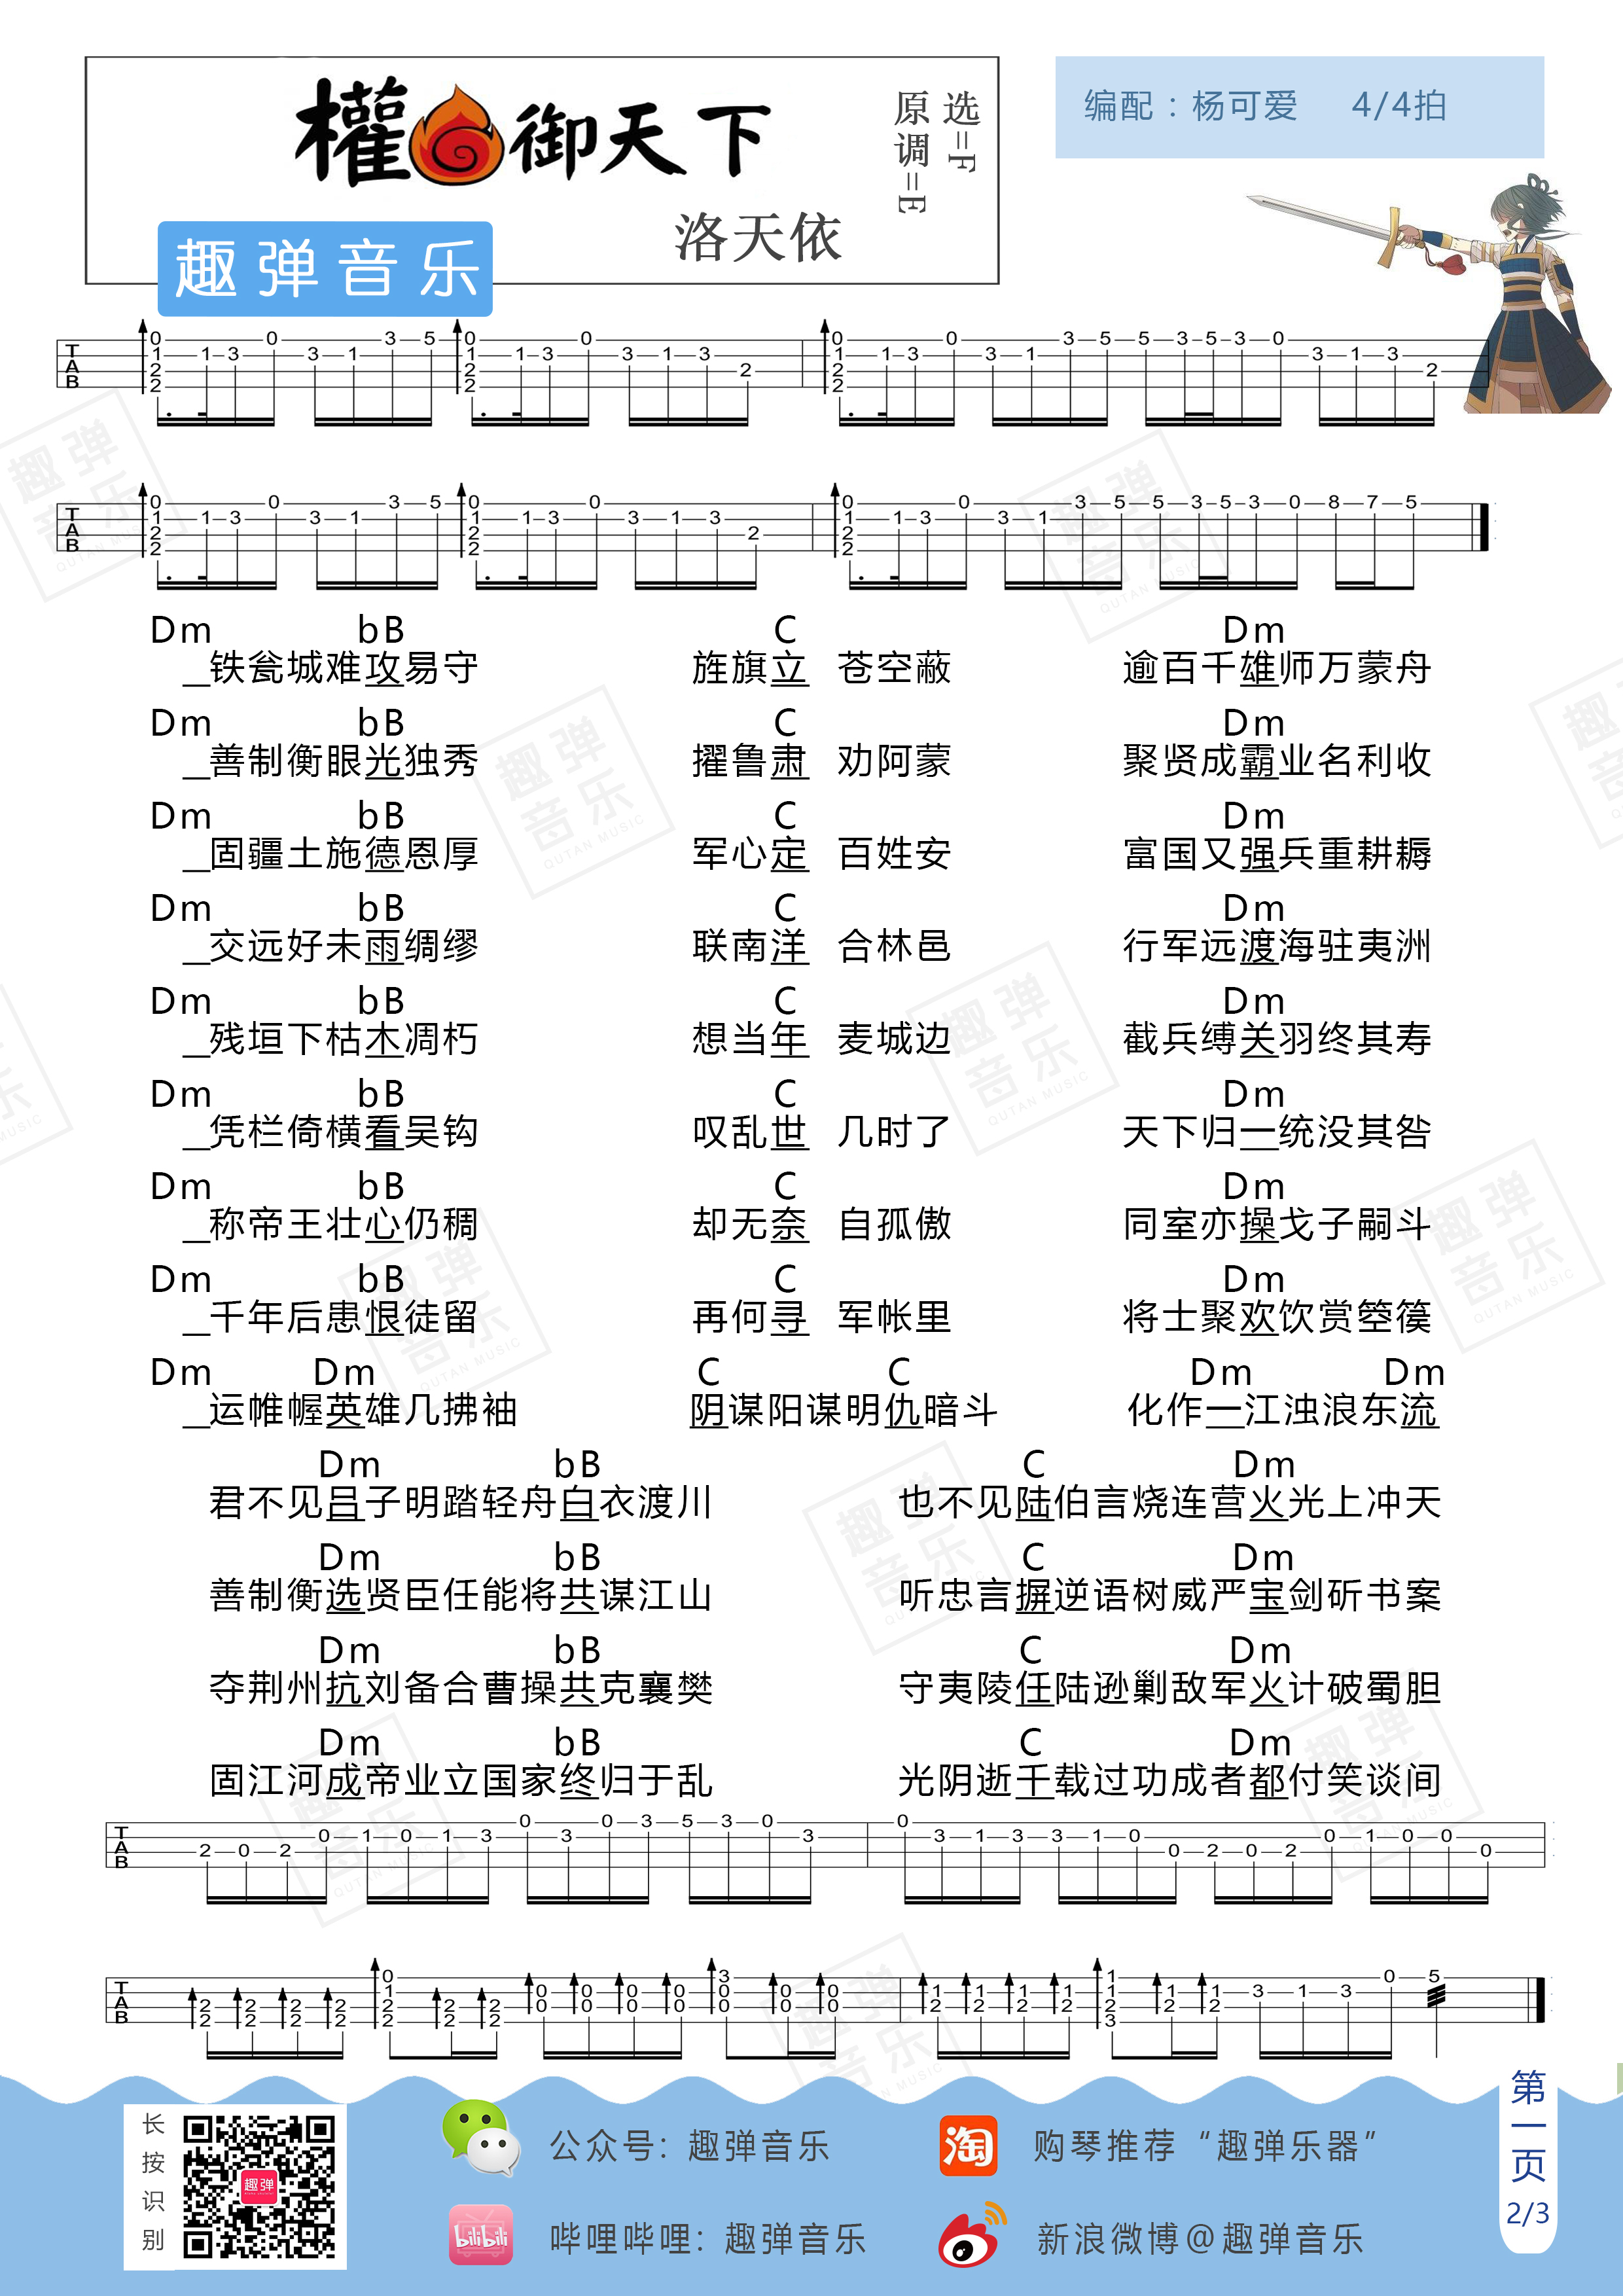 權御天下
洛天依
原调=E
选=F
编配：杨可爱 4/4拍
趣弹音乐
Dm bB C Dm
铁瓮城难攻易守 旌旗立 苍空蔽 逾百千雄师万蒙舟
Dm bB C Dm
善制衡眼光独秀 擢鲁肃 劝阿蒙 聚贤成霸业名利收
Dm bB C Dm
固疆土施德恩厚 军心定 百姓安 富国又强兵重耕耨
Dm bB C Dm
交远好未雨绸缪 联南洋 合林邑 行军远渡海驻夷洲
Dm bB C Dm
残垣下枯木凋朽 想当年 麦城边 截兵缚关羽终其寿
Dm bB C Dm
凭栏倚横看吴钩 叹乱世 几时了 天下归一统没其咎
Dm bB C Dm
称帝王壮心仍稠 却无奈 自孤傲 同室亦操戈子嗣斗
Dm bB C Dm
千年后患恨徒留 再何寻 军帐里 将士聚欢饮赏箜篌
Dm Dm C C Dm Dm
运帷幄英雄几拂袖 阴谋阳谋明仇暗斗 化作一江浊浪东流
Dm bB C Dm
君不见吕子明踏轻舟白衣渡川 也不见陆伯言烧连营火光上冲天
Dm bB C Dm
善制衡选贤臣任能将共谋江山 听忠言摒逆语树威严宝剑斫书案
Dm bB C Dm
夺荆州抗刘备合曹操共克襄樊 守夷陵任陆逊剿敌军火计破蜀胆
Dm bB C Dm
固江河成帝业立国家终归于乱 光阴逝千载过功成者都付笑谈间
长按识别
趣弹
公众号：趣弹音乐
淘 购琴推荐“趣弹乐器”
bilibili 哔哩哔哩：趣弹音乐
新浪微博@趣弹音乐
第一页
2/3